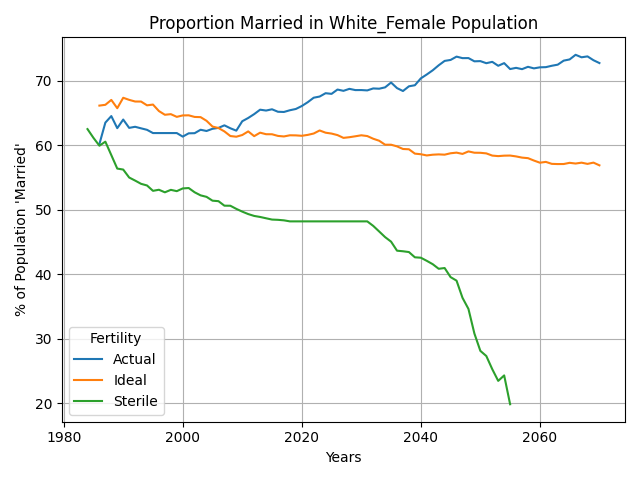 Proportion Married in White_Female Population
% of Population 'Married'
70
60
50
40
30
20
Fertility
Actual
Ideal
Sterile
1980
2000
2020
2040
2060
Years